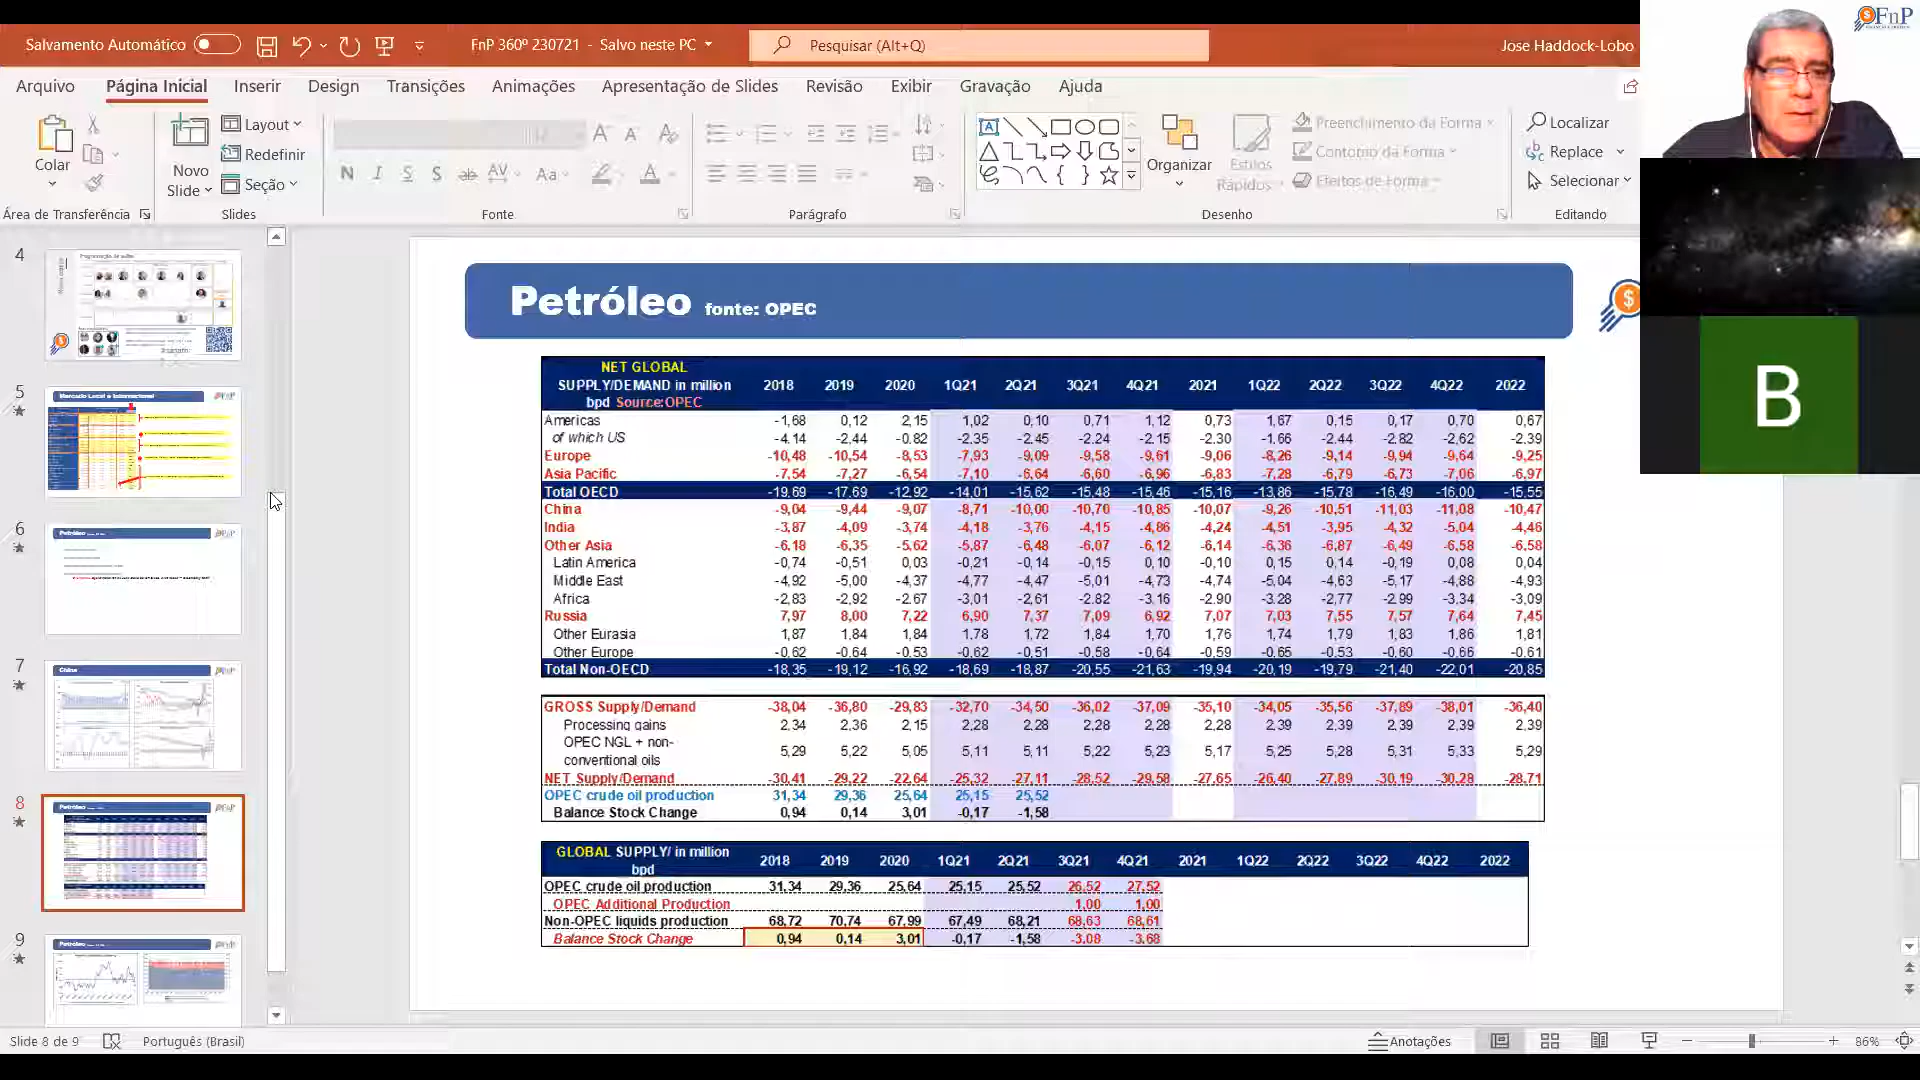 Salvamento Automático
FnP 360º 230721 - Salvo neste PC
Pesquisar (Alt+Q)
Jose Haddock-Lobo
FnP
Arquivo Página Inicial Inserir Design Transições Animações Apresentação de Slides Revisão Exibir Gravação Ajuda
Colar
Novo
Slide
Layout
Redefinir
Seção
Organizar
Estilos
Rápidos
Preenchimento da Forma
Contorno da Forma
Efeitos de Forma
Localizar
Replace
Selecionar
Área de Transferência Slides Fonte Parágrafo Desenho Editando
4
5
Mercado Local e Internacional
6
Petróleo
7
China
8
Petróleo
9
Petróleo
Petróleo fonte: OPEC
B
NET GLOBAL
SUPPLY/DEMAND in million 2018 2019 2020 1Q21 2Q21 3Q21 4Q21 2021 1Q22 2Q22 3Q22 4Q22 2022
bpd Source:OPEC
Americas -1,68 0,12 2,15 1,02 0,10 0,71 1,12 0,73 1,67 0,15 0,17 0,70 0,67
of which US -4,14 -2,44 -0,82 -2,35 -2,45 -2,24 -2,15 -2,30 -1,66 -2,44 -2,82 -2,62 -2,39
Europe -10,48 -10,54 -8,53 -7,93 -9,09 -9,58 -9,61 -9,06 -8,26 -9,14 -9,94 -9,64 -9,25
Asia Pacific -7,54 -7,27 -6,54 -7,10 -6,64 -6,60 -6,96 -6,83 -7,28 -6,79 -6,73 -7,06 -6,97
Total OECD -19,69 -17,69 -12,92 -14,01 -15,62 -15,48 -15,46 -15,16 -13,86 -15,78 -16,49 -16,00 -15,55
China -9,04 -9,44 -9,07 -8,71 -10,00 -10,70 -10,85 -10,07 -9,26 -10,51 -11,03 -11,08 -10,47
India -3,87 -4,09 -3,74 -4,18 -3,76 -4,15 -4,86 -4,24 -4,51 -3,95 -4,32 -5,04 -4,46
Other Asia -6,18 -6,35 -5,62 -5,87 -6,48 -6,07 -6,12 -6,14 -6,36 -6,87 -6,49 -6,58 -6,58
Latin America -0,74 -0,51 0,03 -0,21 -0,14 -0,15 0,10 -0,10 0,15 0,14 -0,19 0,08 0,04
Middle East -4,92 -5,00 -4,37 -4,77 -4,47 -5,01 -4,73 -4,74 -5,04 -4,63 -5,17 -4,88 -4,93
Africa -2,83 -2,92 -2,67 -3,01 -2,61 -2,82 -3,16 -2,90 -3,28 -2,77 -2,99 -3,34 -3,09
Russia 7,97 8,00 7,22 6,90 7,37 7,09 6,92 7,07 7,03 7,55 7,57 7,64 7,45
Other Eurasia 1,87 1,84 1,84 1,78 1,72 1,84 1,70 1,76 1,74 1,79 1,83 1,86 1,81
Other Europe -0,62 -0,64 -0,53 -0,62 -0,51 -0,58 -0,64 -0,59 -0,65 -0,53 -0,60 -0,66 -0,61
Total Non-OECD -18,35 -19,12 -16,92 -18,69 -18,87 -20,55 -21,63 -19,94 -20,19 -19,79 -21,40 -22,01 -20,85
GROSS Supply/Demand -38,04 -36,80 -29,83 -32,70 -34,50 -36,02 -37,09 -35,10 -34,05 -35,56 -37,89 -38,01 -36,40
Processing gains 2,34 2,36 2,15 2,28 2,28 2,28 2,28 2,28 2,39 2,39 2,39 2,39 2,39
OPEC NGL + non-
conventional oils 5,29 5,22 5,05 5,11 5,11 5,22 5,23 5,17 5,25 5,28 5,31 5,33 5,29
NET Supply/Demand -30,41 -29,22 -22,64 -25,32 -27,11 -28,52 -29,58 -27,65 -26,40 -27,89 -30,19 -30,28 -28,71
OPEC crude oil production 31,34 29,36 25,64 25,15 25,52
Balance Stock Change 0,94 0,14 3,01 -0,17 -1,58
GLOBAL SUPPLY/ in million
bpd 2018 2019 2020 1Q21 2Q21 3Q21 4Q21 2021 1Q22 2Q22 3Q22 4Q22 2022
OPEC crude oil production 31,34 29,36 25,64 25,15 25,52 26,52 27,52
OPEC Additional Production 1,00 1,00
Non-OPEC liquids production 68,72 70,74 67,99 67,49 68,21 68,63 68,61
Balance Stock Change 0,94 0,14 3,01 -0,17 -1,58 -3,08 -3,68
Slide 8 de 9 Português (Brasil) Anotações 86%